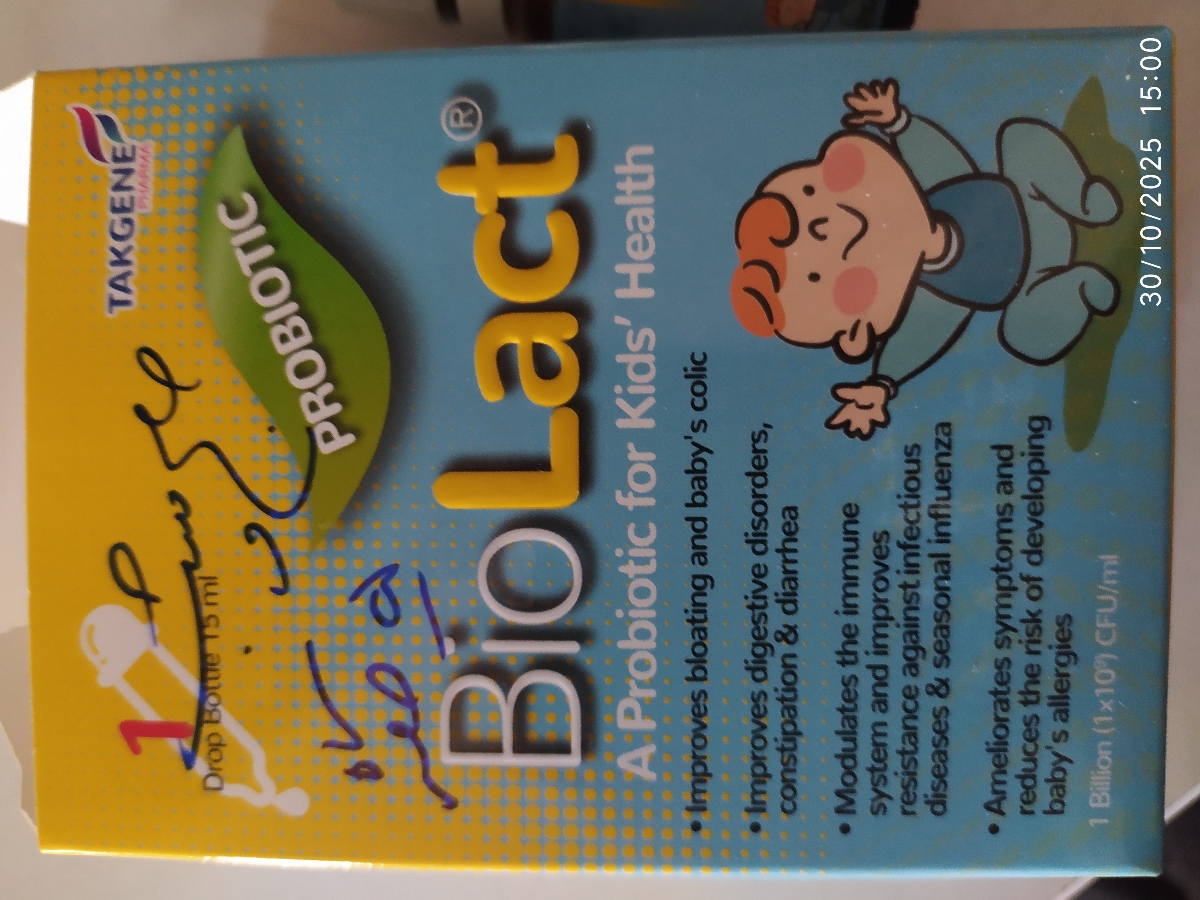 TAKGENE
PHARMA
1
Drop Bottle 15 ml
PROBIOTIC
BioLact®
A Probiotic for Kids' Health
• Improves bloating and baby's colic
• Improves digestive disorders,
constipation & diarrhea
• Modulates the immune
system and improves
resistance against infectious
diseases & seasonal influenza
• Ameliorates symptoms and
reduces the risk of developing
baby's allergies
1 Billion (1x10⁹) CFU/ml
30/10/2025 15:00